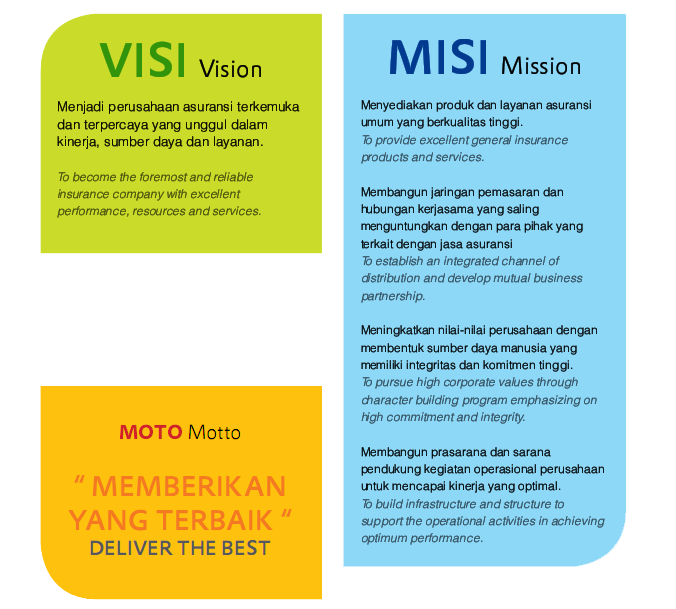 VISI Vision
Menjadi perusahaan asuransi terkemuka
dan terpercaya yang unggul dalam
kinerja, sumber daya dan layanan.
To become the foremost and reliable
insurance company with excellent
performance, resources and services.
MOTO Motto
“ MEMBERIKAN
YANG TERBAIK “
DELIVER THE BEST
MISI Mission
Menyediakan produk dan layanan asuransi
umum yang berkualitas tinggi.
To provide excellent general insurance
products and services.
Membangun jaringan pemasaran dan
hubungan kerjasama yang saling
menguntungkan dengan para pihak yang
terkait dengan jasa asuransi
To establish an integrated channel of
distribution and develop mutual business
partnership.
Meningkatkan nilai-nilai perusahaan dengan
membentuk sumber daya manusia yang
memiliki integritas dan komitmen tinggi.
To pursue high corporate values through
character building program emphasizing on
high commitment and integrity.
Membangun prasarana dan sarana
pendukung kegiatan operasional perusahaan
untuk mencapai kinerja yang optimal.
To build infrastructure and structure to
support the operational activities in achieving
optimum performance.